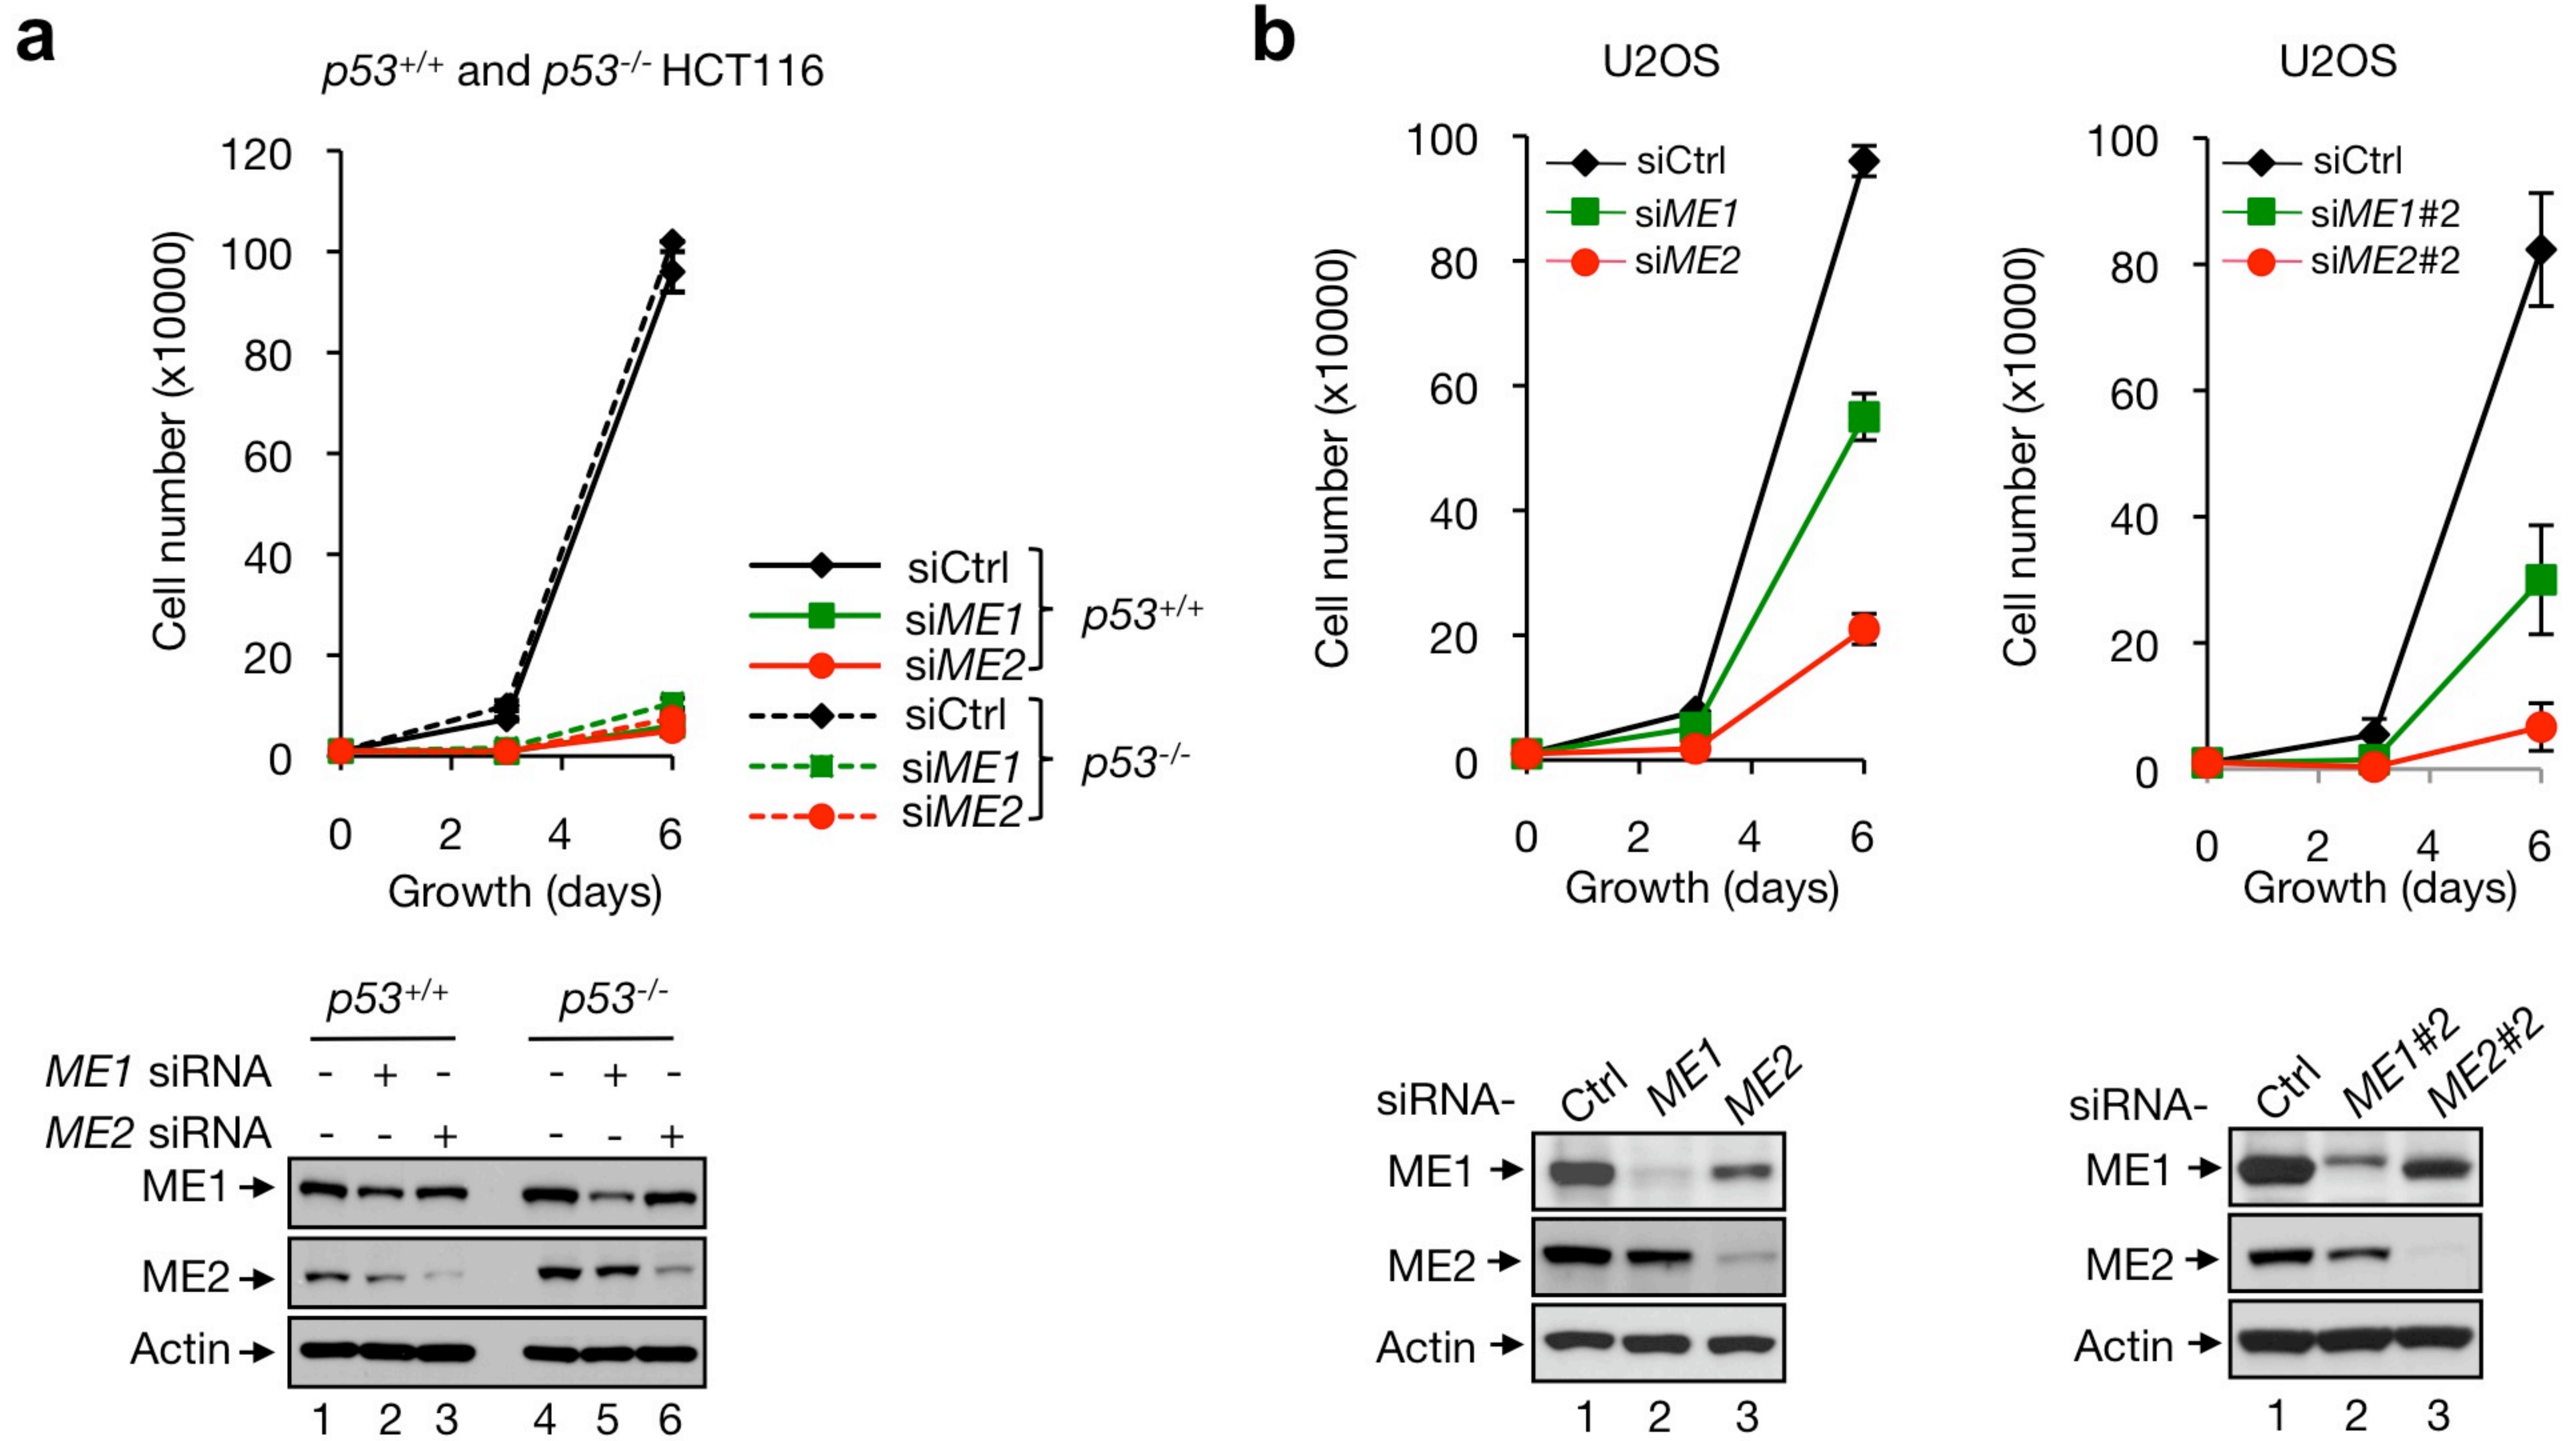 a
p53+/+ and p53-/- HCT116
120
100
80
60
40
20
0
Cell number (x10000)
0 2 4 6
Growth (days)
siCtrl
siME1
siME2
p53+/+
siCtrl
siME1
siME2
p53-/-
p53+/+ p53-/-
ME1 siRNA - + - - + -
ME2 siRNA - - + - - +
ME1
ME2
Actin
1 2 3 4 5 6
b
U2OS
100
80
60
40
20
0
Cell number (x10000)
siCtrl
siME1
siME2
0 2 4 6
Growth (days)
siRNA- Ctrl ME1 ME2
ME1
ME2
Actin
1 2 3
U2OS
100
80
60
40
20
0
Cell number (x10000)
siCtrl
siME1#2
siME2#2
0 2 4 6
Growth (days)
siRNA- Ctrl ME1#2 ME2#2
ME1
ME2
Actin
1 2 3